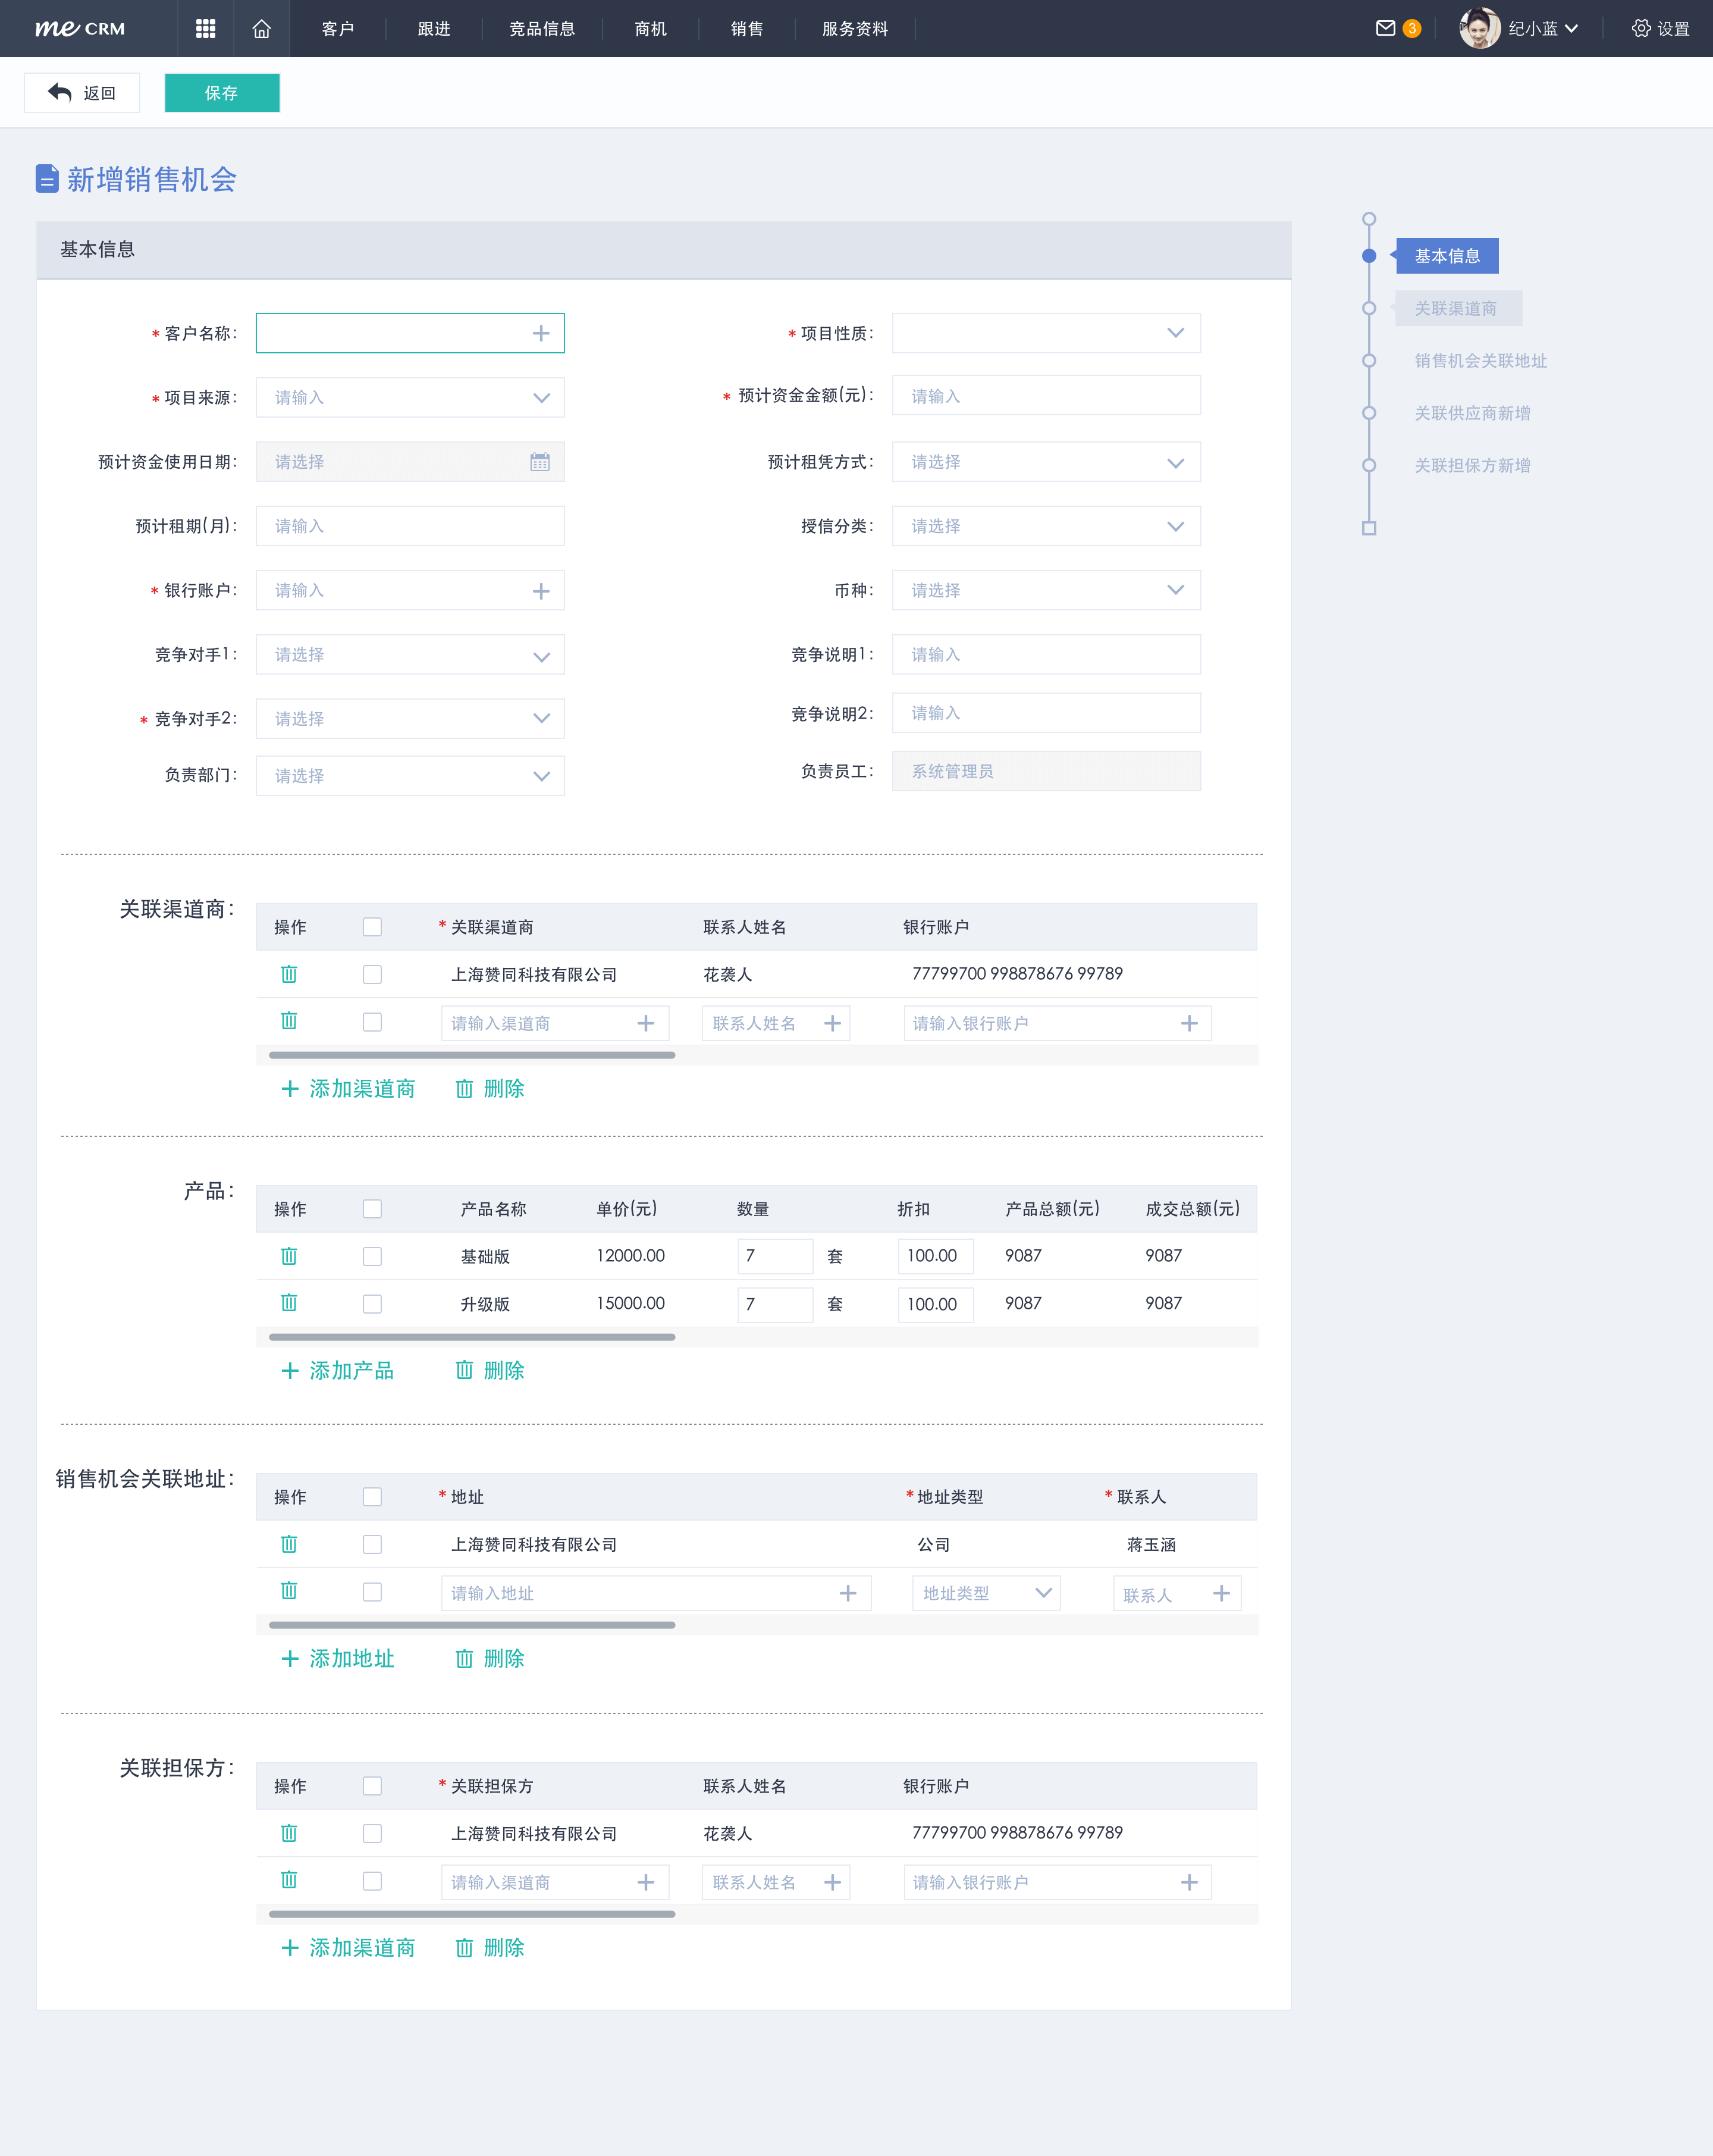 me CRM 客户 跟进 竞品信息 商机 销售 服务资料 3 纪小蓝 设置
返回 保存
新增销售机会
基本信息
* 客户名称： * 项目性质：
* 项目来源： 请输入 * 预计资金金额(元)： 请输入
预计资金使用日期： 请选择 预计租凭方式： 请选择
预计租期(月)： 请输入 授信分类： 请选择
* 银行账户： 请输入 币种： 请选择
竞争对手1： 请选择 竞争说明1： 请输入
* 竞争对手2： 请选择 竞争说明2： 请输入
负责部门： 请选择 负责员工： 系统管理员
基本信息
关联渠道商
销售机会关联地址
关联供应商新增
关联担保方新增
关联渠道商：
操作 * 关联渠道商 联系人姓名 银行账户
上海赞同科技有限公司 花袭人 77799700 998878676 99789
请输入渠道商 联系人姓名 请输入银行账户
添加渠道商 删除
产品：
操作 产品名称 单价(元) 数量 折扣 产品总额(元) 成交总额(元)
基础版 12000.00 7 套 100.00 9087 9087
升级版 15000.00 7 套 100.00 9087 9087
添加产品 删除
销售机会关联地址：
操作 * 地址 * 地址类型 * 联系人
上海赞同科技有限公司 公司 蒋玉涵
请输入地址 地址类型 联系人
添加地址 删除
关联担保方：
操作 * 关联担保方 联系人姓名 银行账户
上海赞同科技有限公司 花袭人 77799700 998878676 99789
请输入渠道商 联系人姓名 请输入银行账户
添加渠道商 删除